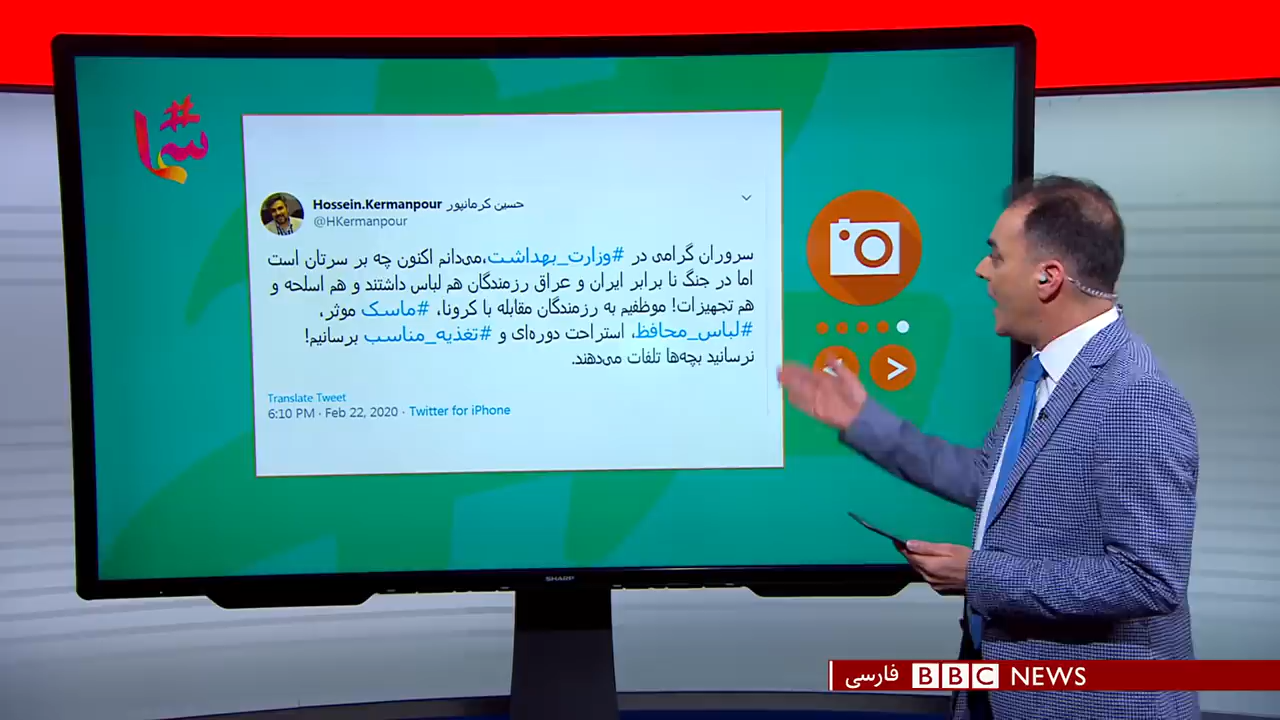 #شما
Hossein.Kermanpour حسین کرمانپور
@HKermanpour
سروران گرامی در #وزارت_بهداشت،می‌دانم اکنون چه بر سرتان است
اما در جنگ نا برابر ایران و عراق رزمندگان هم لباس داشتند و هم اسلحه و
هم تجهیزات! موظفیم به رزمندگان مقابله با کرونا، #ماسک موثر،
#لباس_محافظ، استراحت دوره‌ای و #تغذیه_مناسب برسانیم!
نرسانید بچه‌ها تلفات می‌دهند.
Translate Tweet
6:10 PM · Feb 22, 2020 · Twitter for iPhone
SHARP
فارسی BBC NEWS